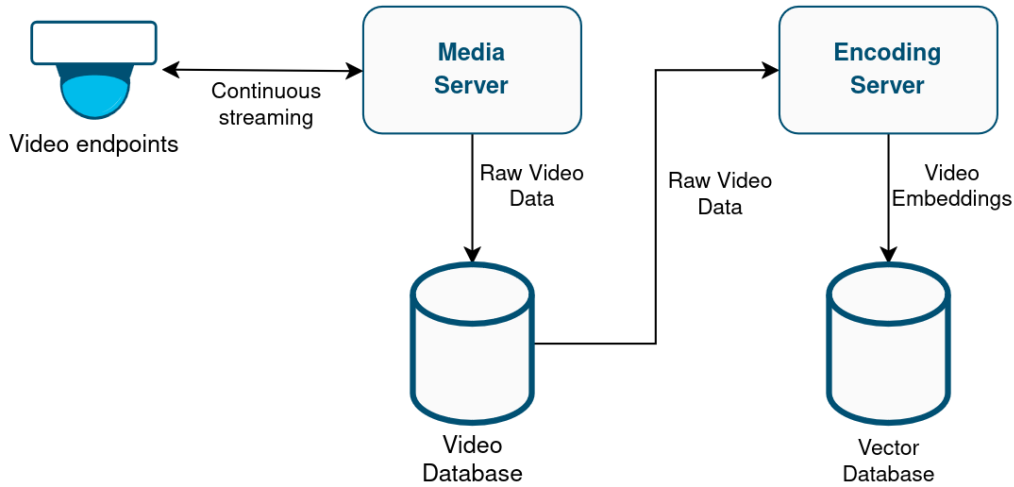 Video endpoints
Continuous
streaming
Media
Server
Raw Video
Data
Video
Database
Raw Video
Data
Encoding
Server
Video
Embeddings
Vector
Database